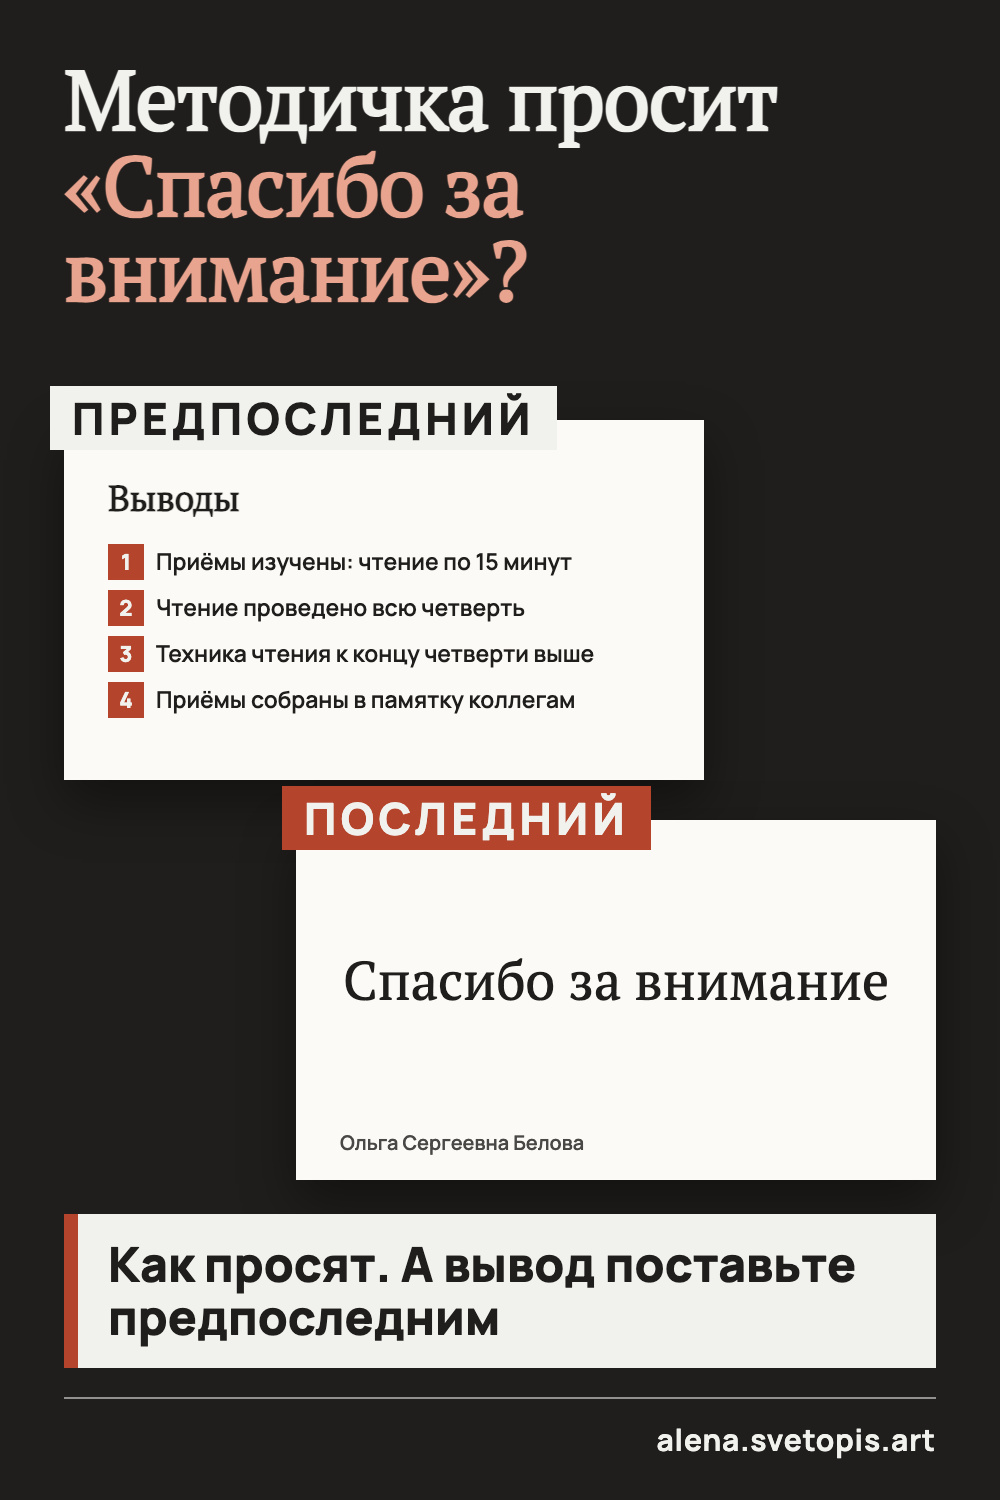 Методичка просит
«Спасибо за
внимание»?
ПРЕДПОСЛЕДНИЙ
Выводы
1 Приёмы изучены: чтение по 15 минут
2 Чтение проведено всю четверть
3 Техника чтения к концу четверти выше
4 Приёмы собраны в памятку коллегам
ПОСЛЕДНИЙ
Спасибо за внимание
Ольга Сергеевна Белова
Как просят. А вывод поставьте
предпоследним
alena.svetopis.art